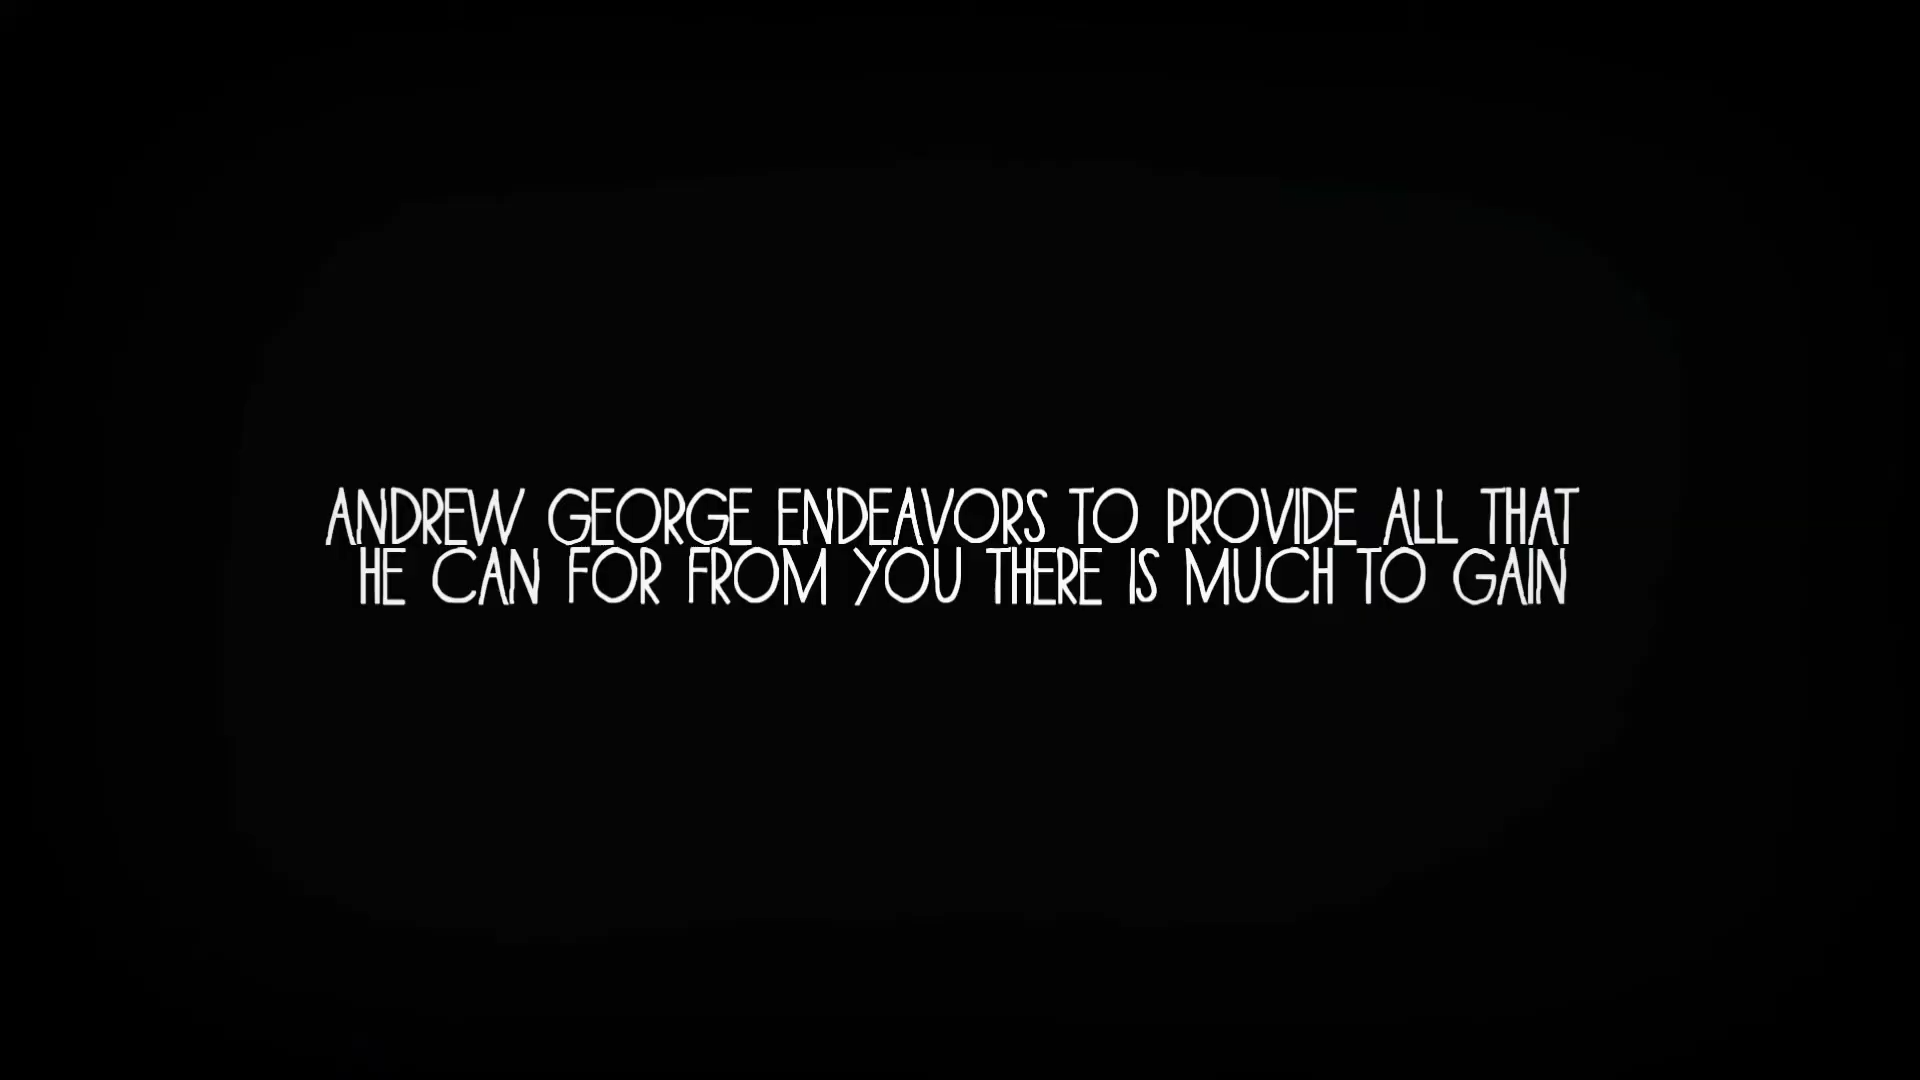 ANDREW GEORGE ENDEAVORS TO PROVIDE ALL THAT
HE CAN FOR FROM YOU THERE IS MUCH TO GAIN